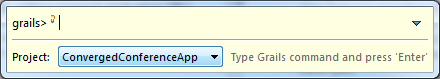 grails>
Project: ConvergedConferenceApp Type Grails command and press 'Enter'